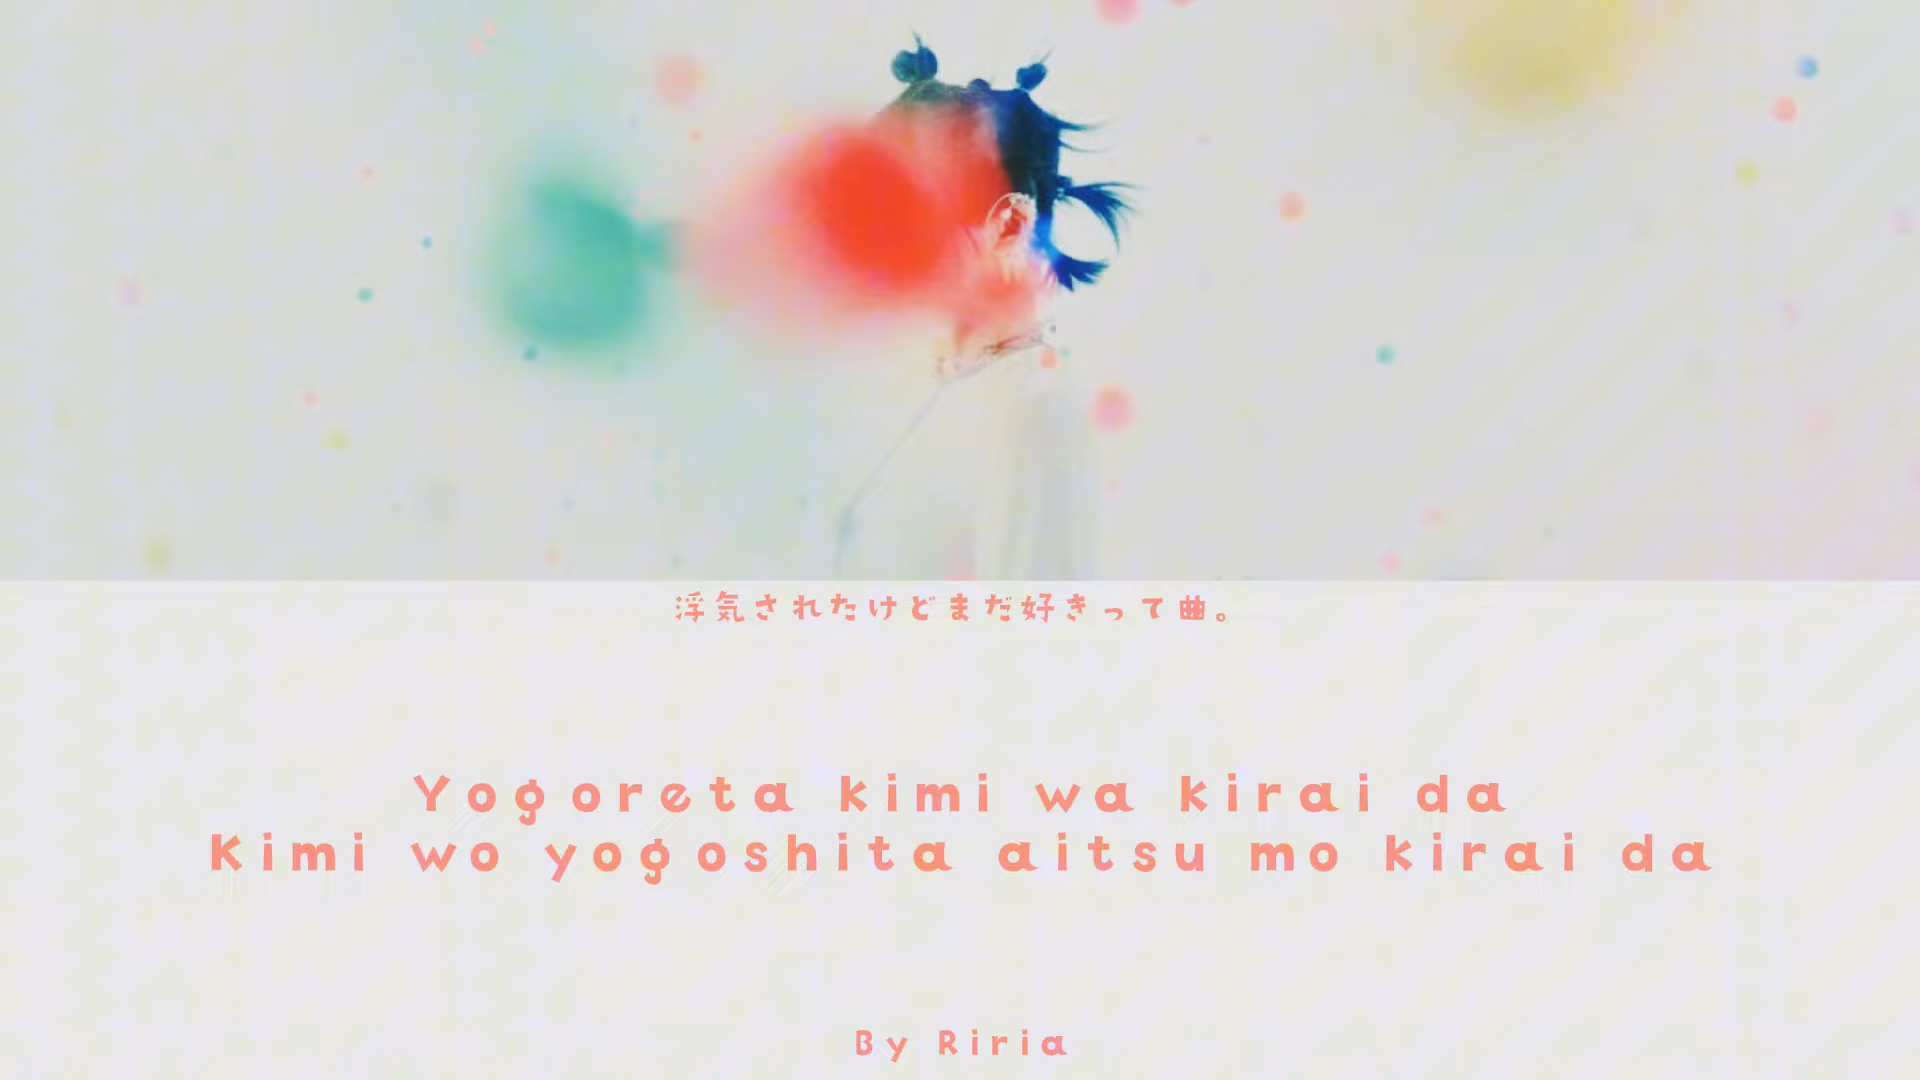 浮気されたけどまだ好きって曲。
Yogoreta kimi wa kirai da
Kimi wo yogoshita aitsu mo kirai da
By Riria